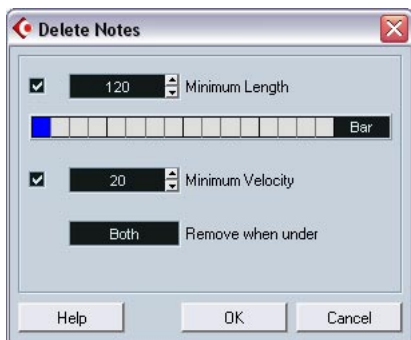 Delete Notes
120 Minimum Length
Bar
20 Minimum Velocity
Both Remove when under
Help OK Cancel